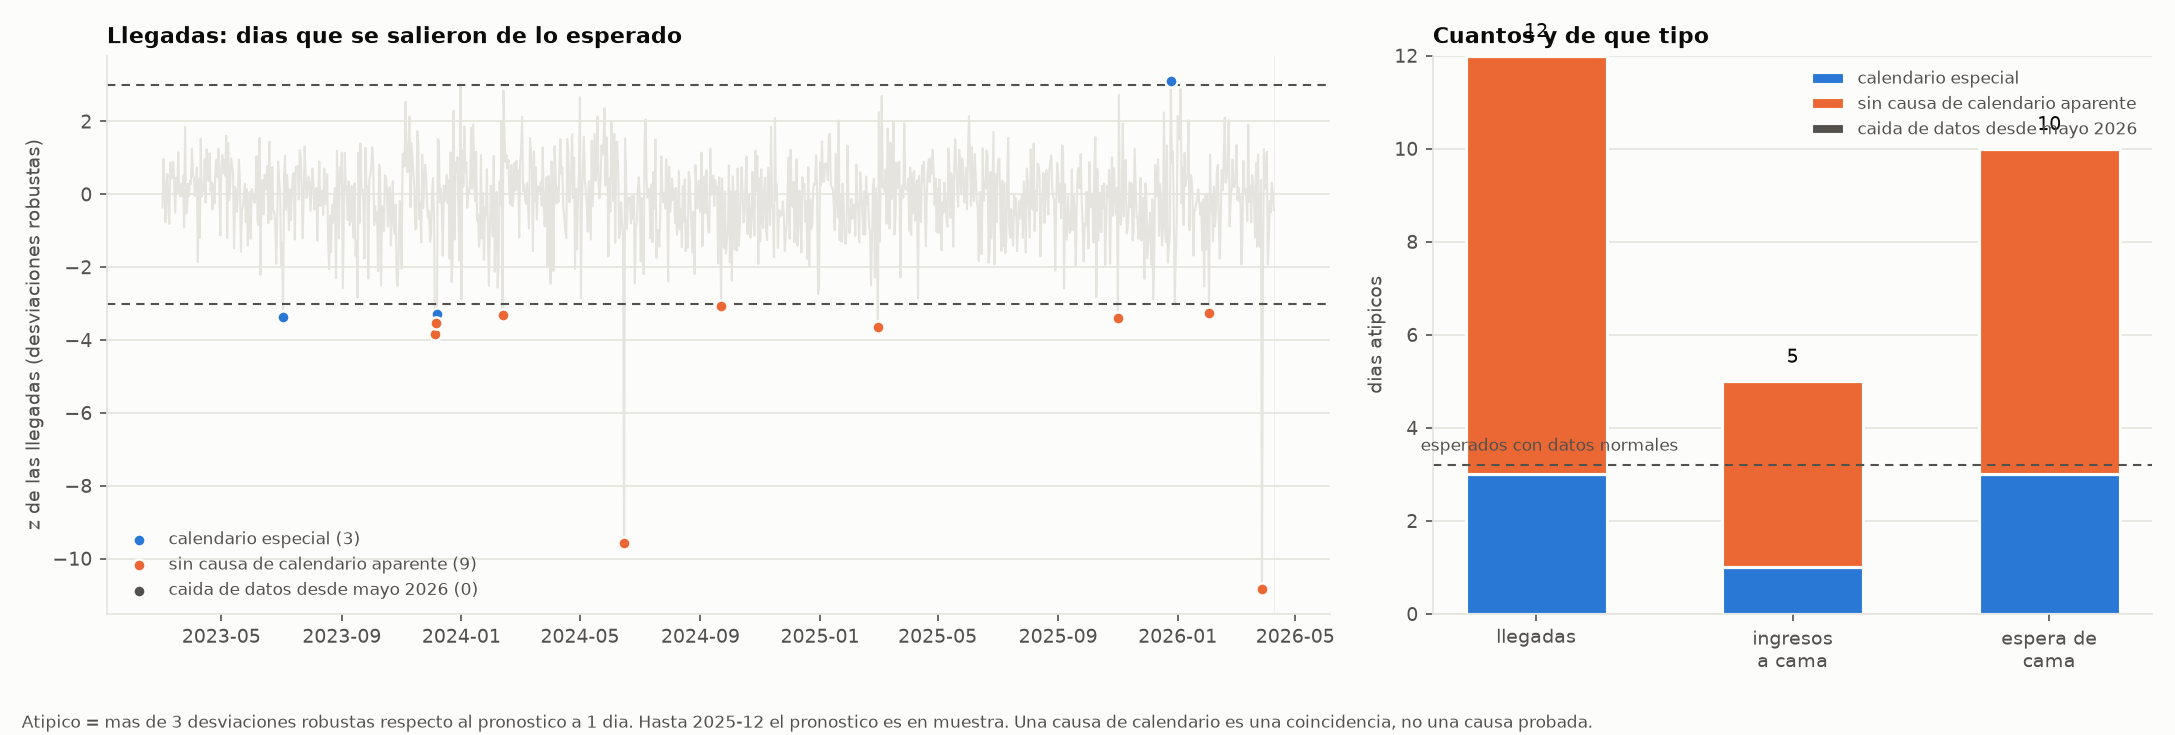 Llegadas: dias que se salieron de lo esperado
z de las llegadas (desviaciones robustas)
2
0
−2
−4
−6
−8
−10
calendario especial (3)
sin causa de calendario aparente (9)
caida de datos desde mayo 2026 (0)
2023-05
2023-09
2024-01
2024-05
2024-09
2025-01
2025-05
2025-09
2026-01
2026-05
Cuantos y de que tipo
12
dias atipicos
12
10
8
6
4
2
0
calendario especial
sin causa de calendario aparente
caida de datos desde mayo 2026
10
5
esperados con datos normales
llegadas
ingresos
a cama
espera de
cama
Atipico = mas de 3 desviaciones robustas respecto al pronostico a 1 dia. Hasta 2025-12 el pronostico es en muestra. Una causa de calendario es una coincidencia, no una causa probada.